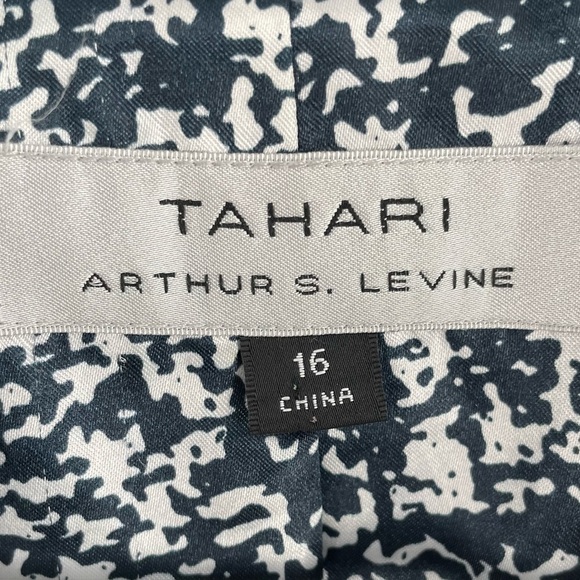 TAHARI
ARTHUR S. LEVINE
16
CHINA